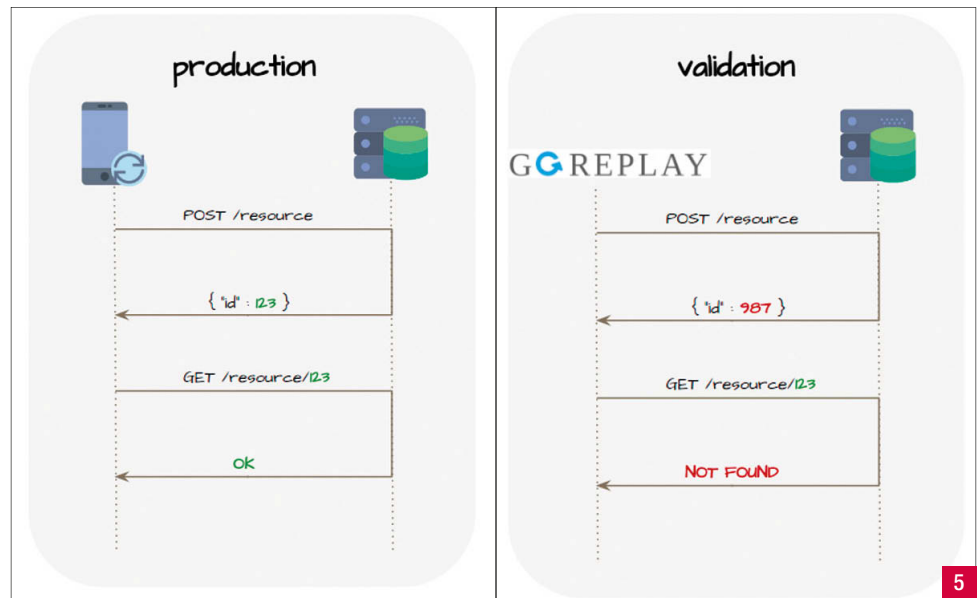 production
POST /resource
{ "id" : 123 }
GET /resource/123
OK
validation
GOREPLAY
POST /resource
{ "id" : 987 }
GET /resource/123
NOT FOUND
5